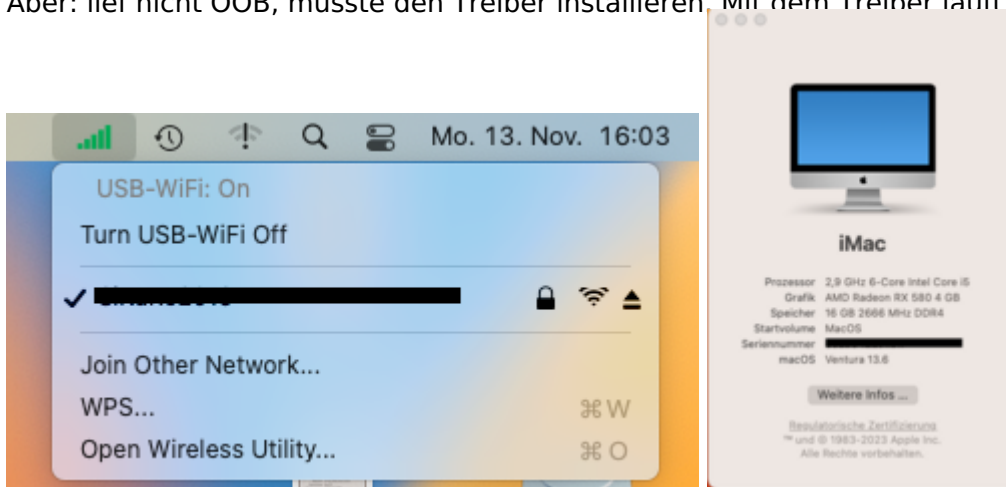 Aber: lief nicht OOB, musste den Treiber installieren. Mit dem Treiber läuft
Mo. 13. Nov. 16:03
USB-WiFi: On
Turn USB-WiFi Off
Join Other Network...
WPS... ⌘ W
Open Wireless Utility... ⌘ O
iMac
Prozessor 2,9 GHz 6-Core Intel Core i5
Grafik AMD Radeon RX 580 4 GB
Speicher 16 GB 2666 MHz DDR4
Startvolume MacOS
Seriennummer
macOS Ventura 13.6
Weitere Infos ...
Regulatorische Zertifizierung
™ und © 1983-2023 Apple Inc.
Alle Rechte vorbehalten.